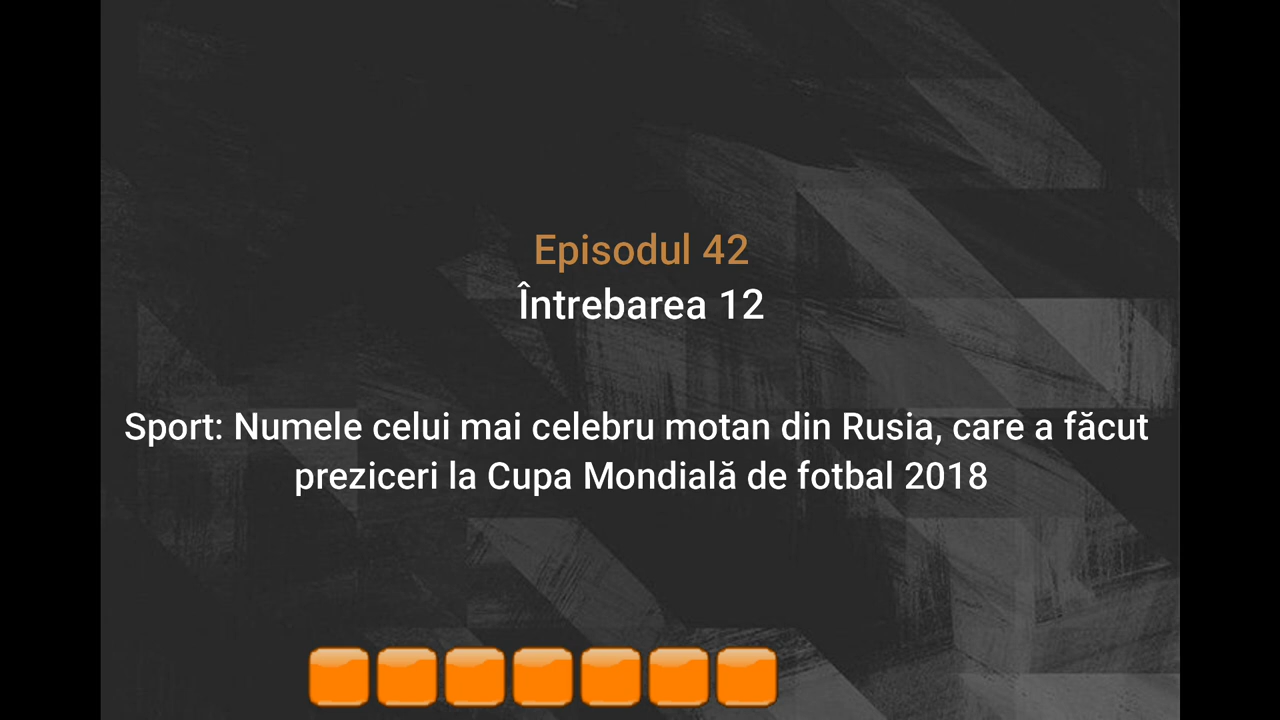 Episodul 42
Întrebarea 12
Sport: Numele celui mai celebru motan din Rusia, care a făcut
preziceri la Cupa Mondială de fotbal 2018